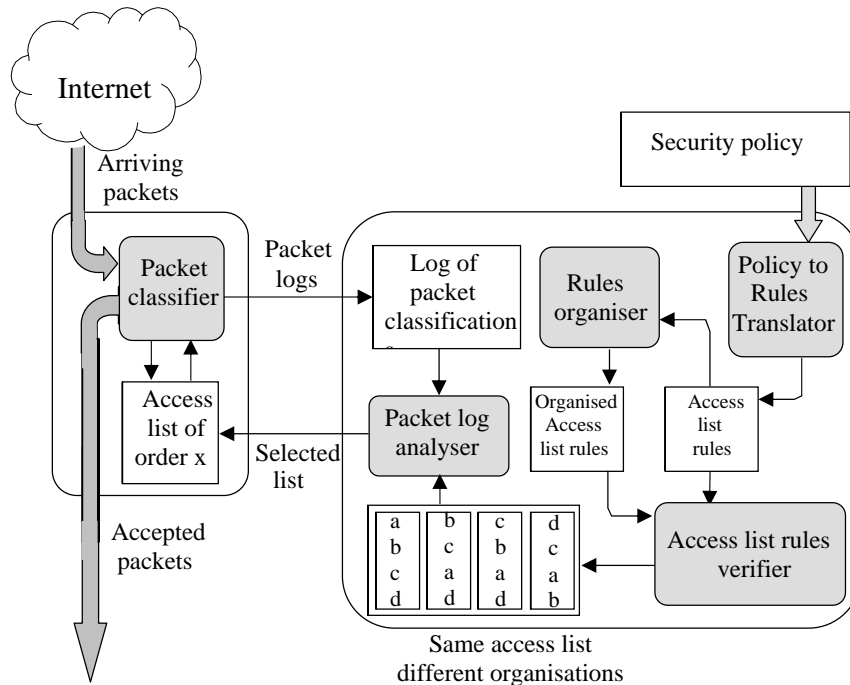 Internet
Arriving
packets
Security policy
Packet
classifier
Packet
logs
Log of
packet
classification
s
Rules
organiser
Policy to
Rules
Translator
Access
list of
order x
Selected
list
Packet log
analyser
Organised
Access
list rules
Access
list
rules
Accepted
packets
a
b
c
d
b
c
a
d
c
b
a
d
d
c
a
b
Access list rules
verifier
Same access list
different organisations